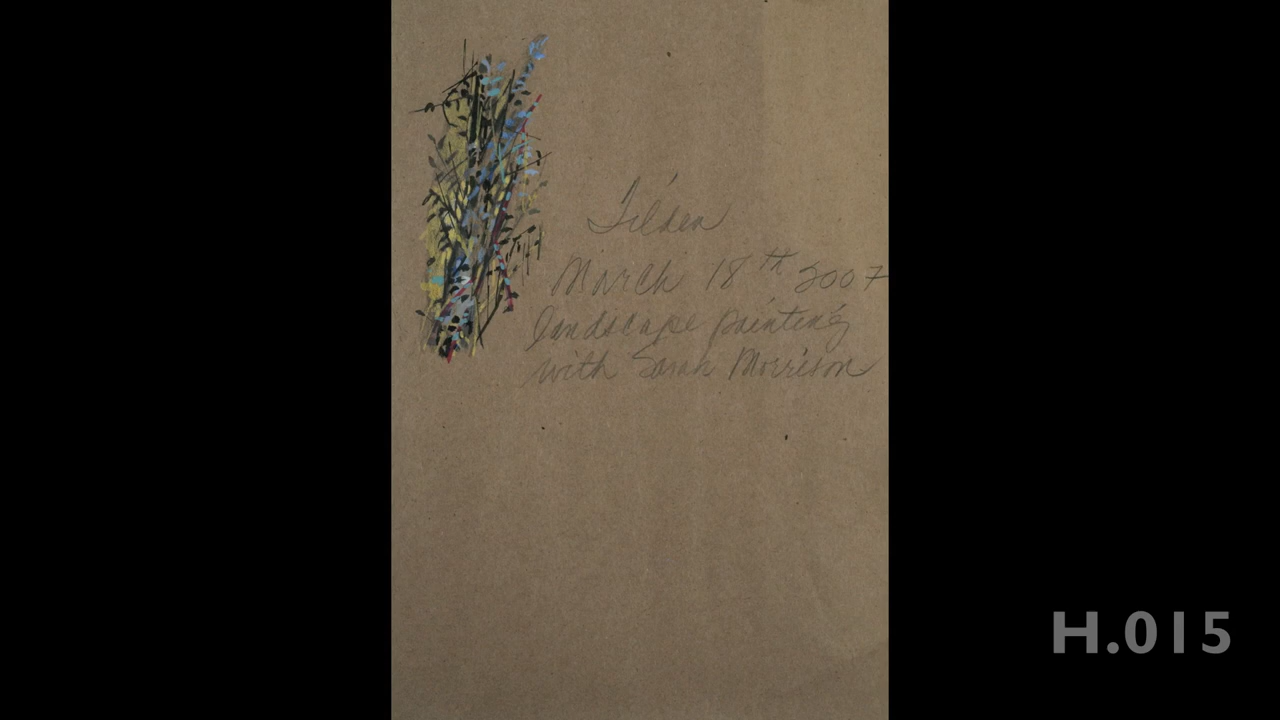 Tilden
March 18th 2007
landscape painting
with Sarah Morrison
H.015